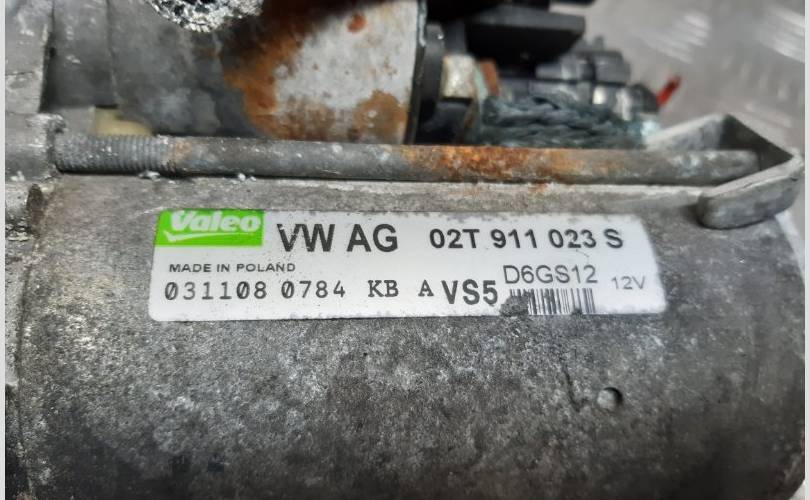 Valeo VW AG 02T 911 023 S
MADE IN POLAND D6GS12 12V
031108 0784 KB A VS5